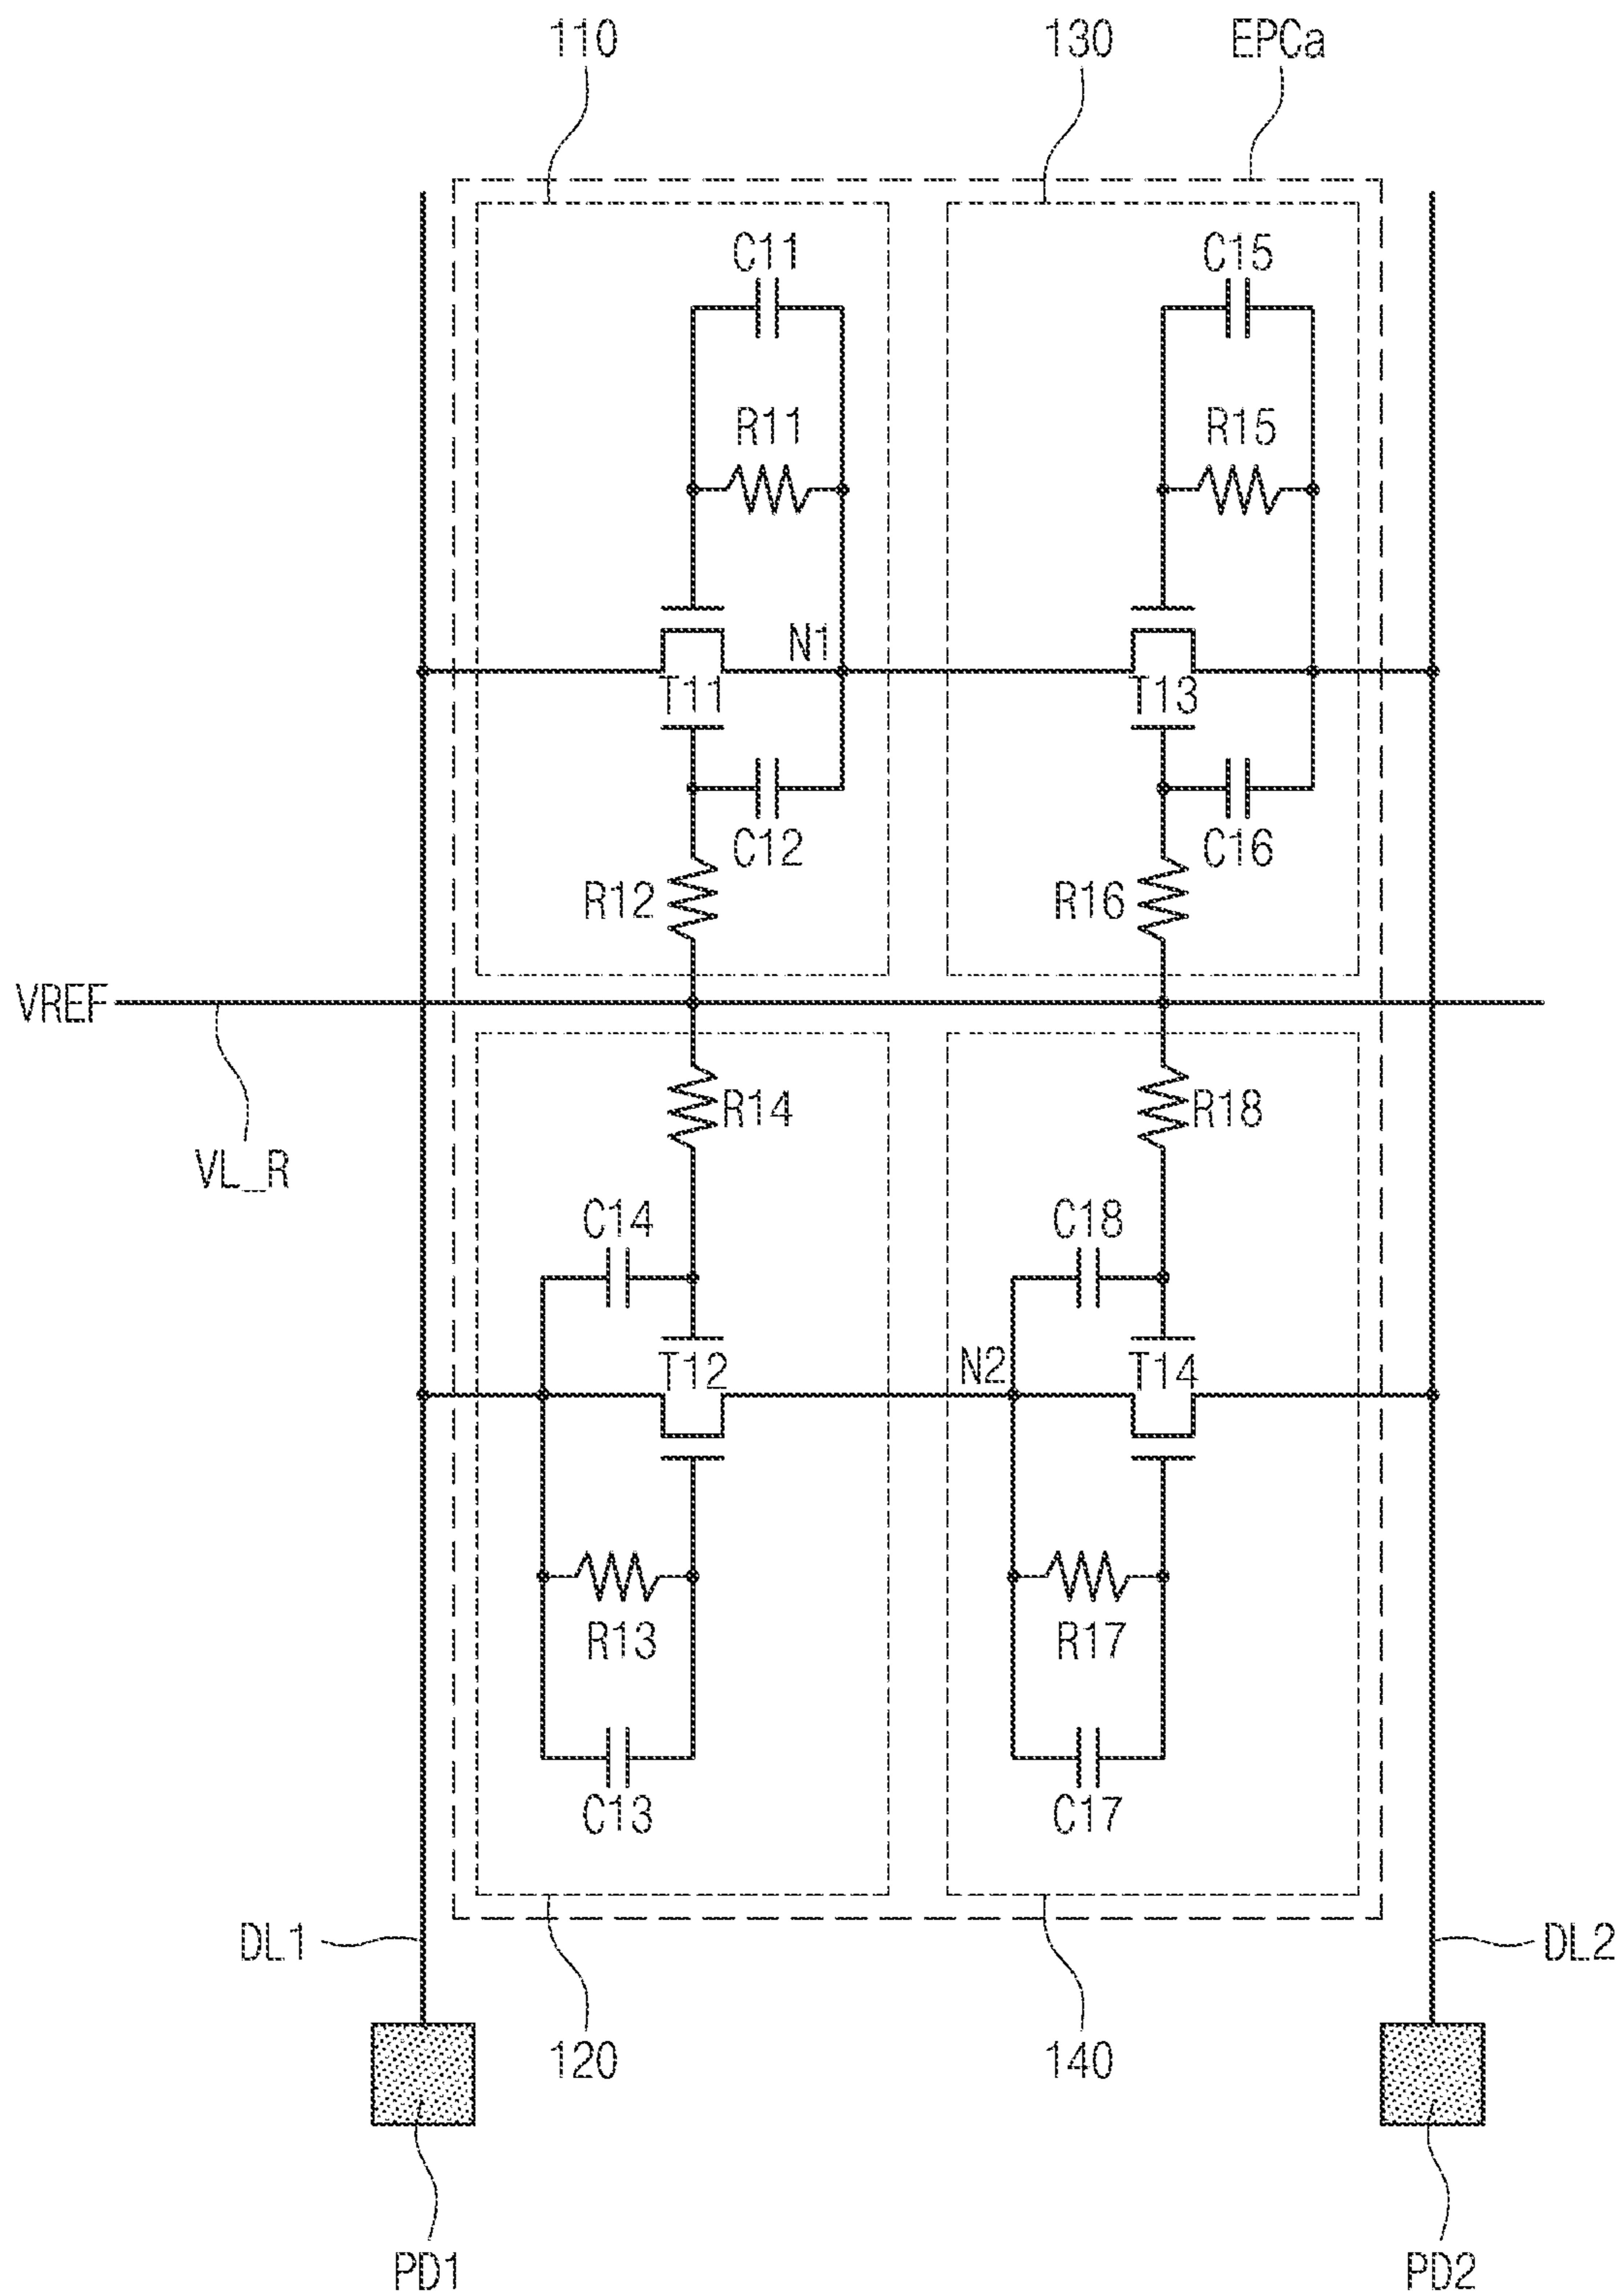 110 130 EPCa
C11 C15
R11 R15
N1
T11 T13
C12 C16
R12 R16
VREF
R14 R18
VL_R
C14 C18
T12 N2 T14
R13 R17
C13 C17
DL1 DL2
120 140
PD1 PD2